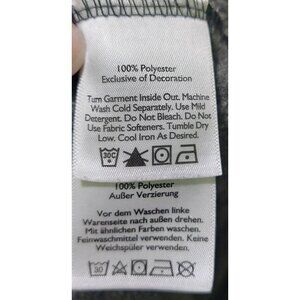 100% Polyester
Exclusive of Decoration
Turn Garment Inside Out. Machine
Wash Cold Separately. Use Mild
Detergent. Do Not Bleach. Do Not
Use Fabric Softeners. Tumble Dry
Low. Cool Iron As Desired.
30C
100% Polyester
Außer Verzierung
Vor dem Waschen linke
Warenseite nach außen drehen.
Mit ähnlichen Farben waschen.
Feinwaschmittel verwenden. Keine
Weichspüler verwenden.
30